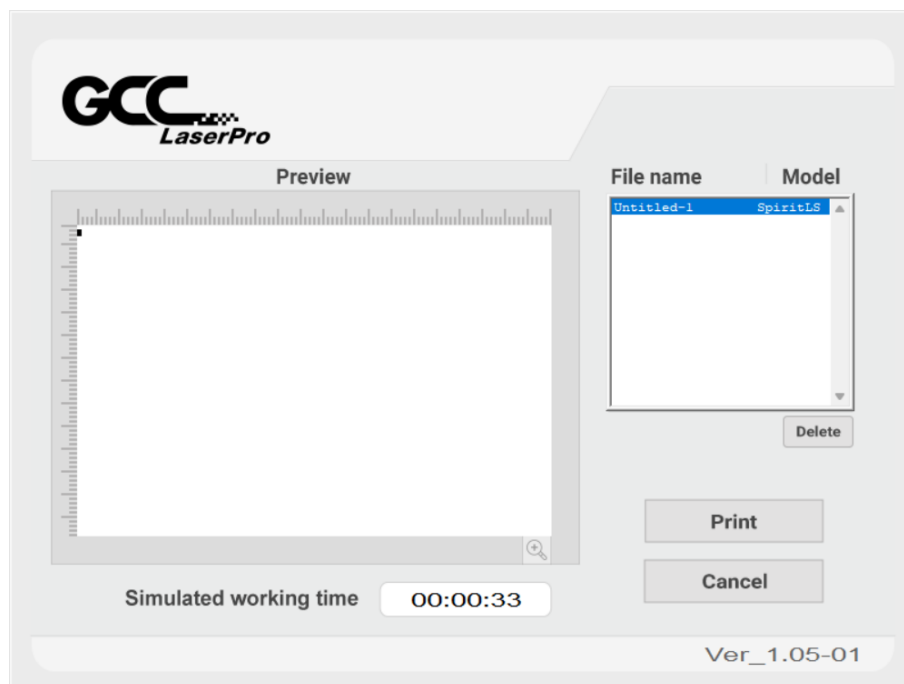 GCC
LaserPro
Preview
File name Model
Untitled-1 SpiritLS
Delete
Print
Cancel
Simulated working time 00:00:33
Ver_1.05-01